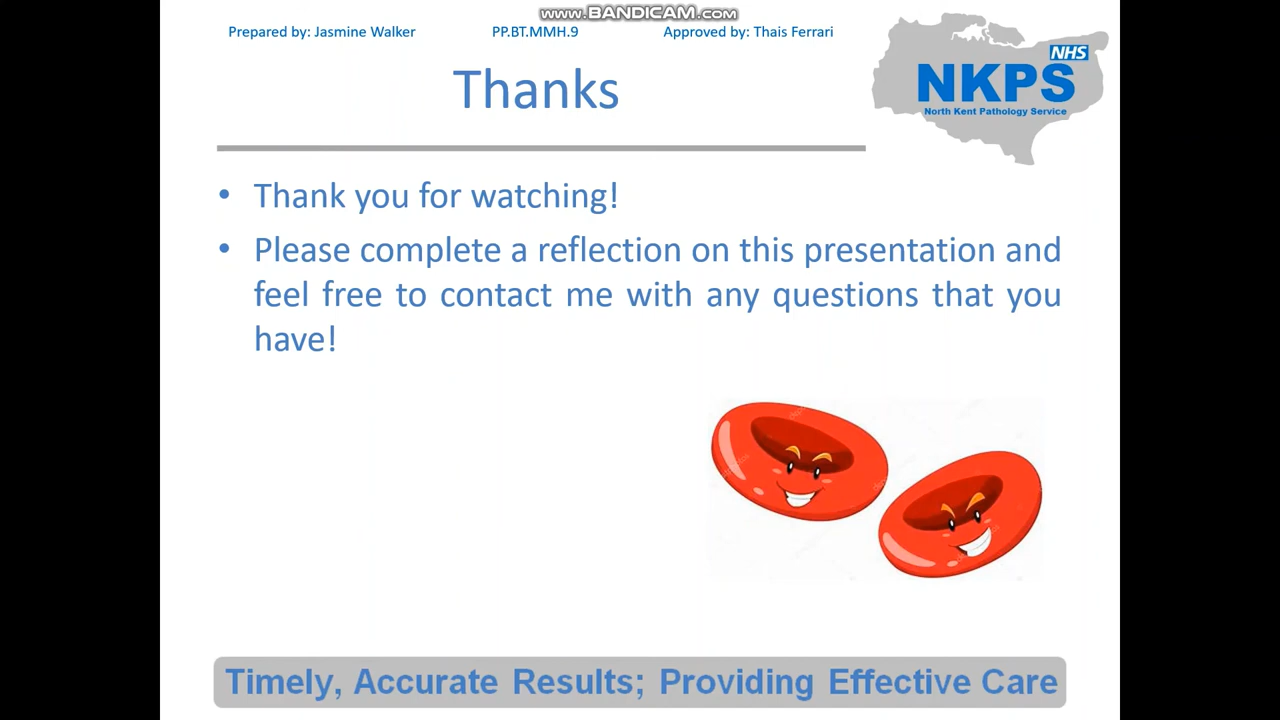 www.BANDICAM.com
Prepared by: Jasmine Walker PP.BT.MMH.9 Approved by: Thais Ferrari
NHS
NKPS
North Kent Pathology Service
Thanks
• Thank you for watching!
• Please complete a reflection on this presentation and
feel free to contact me with any questions that you
have!
Timely, Accurate Results; Providing Effective Care